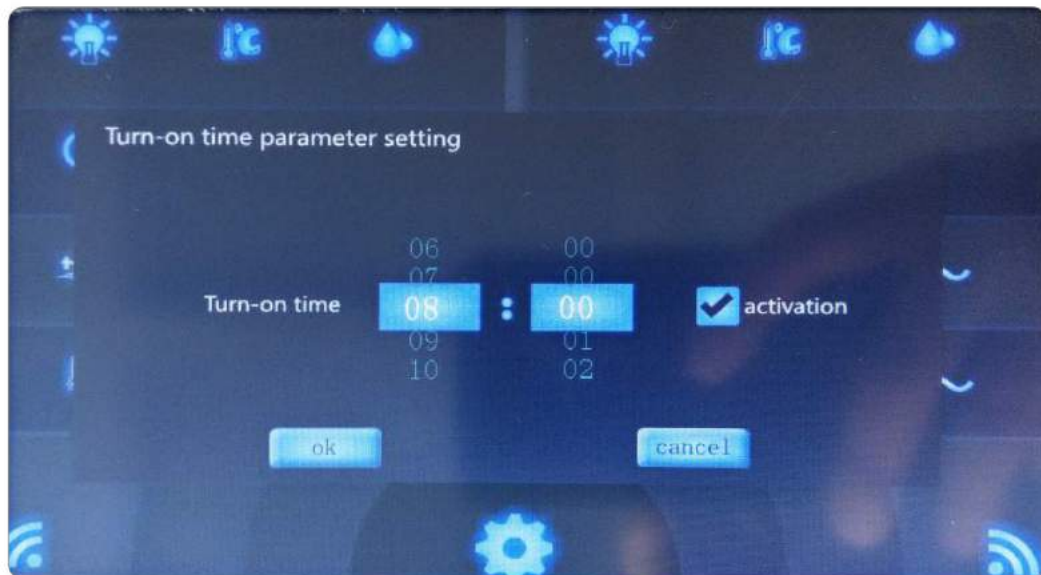 Turn-on time parameter setting
06 00
07 00
Turn-on time 08 : 00 activation
09 01
10 02
ok cancel